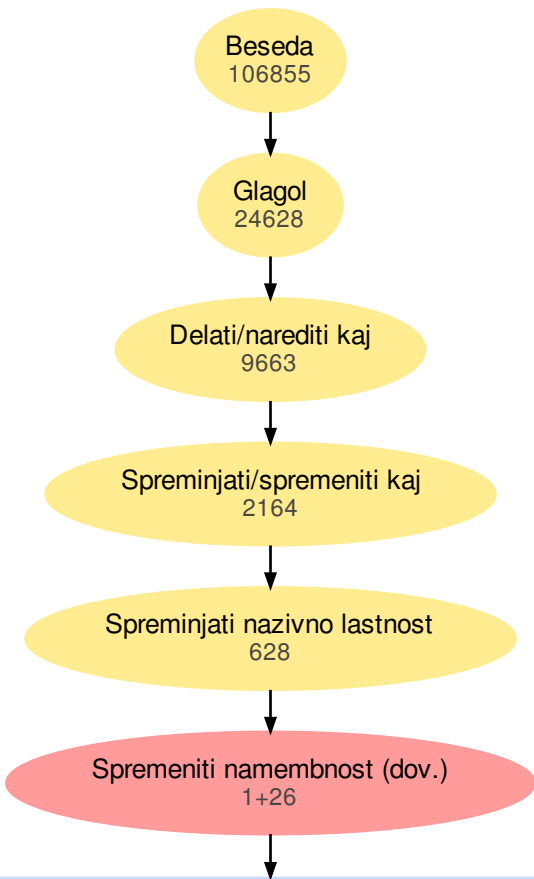 Beseda
106855
Glagol
24628
Delati/narediti kaj
9663
Spreminjati/spremeniti kaj
2164
Spreminjati nazivno lastnost
628
Spremeniti namembnost (dov.)
1+26